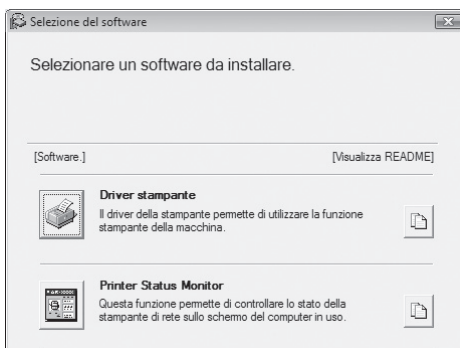 Selezione del software
Selezionare un software da installare.
[Software.] [Visualizza README]
Driver stampante
Il driver della stampante permette di utilizzare la funzione
stampante della macchina.
Printer Status Monitor
Questa funzione permette di controllare lo stato della
stampante di rete sullo schermo del computer in uso.